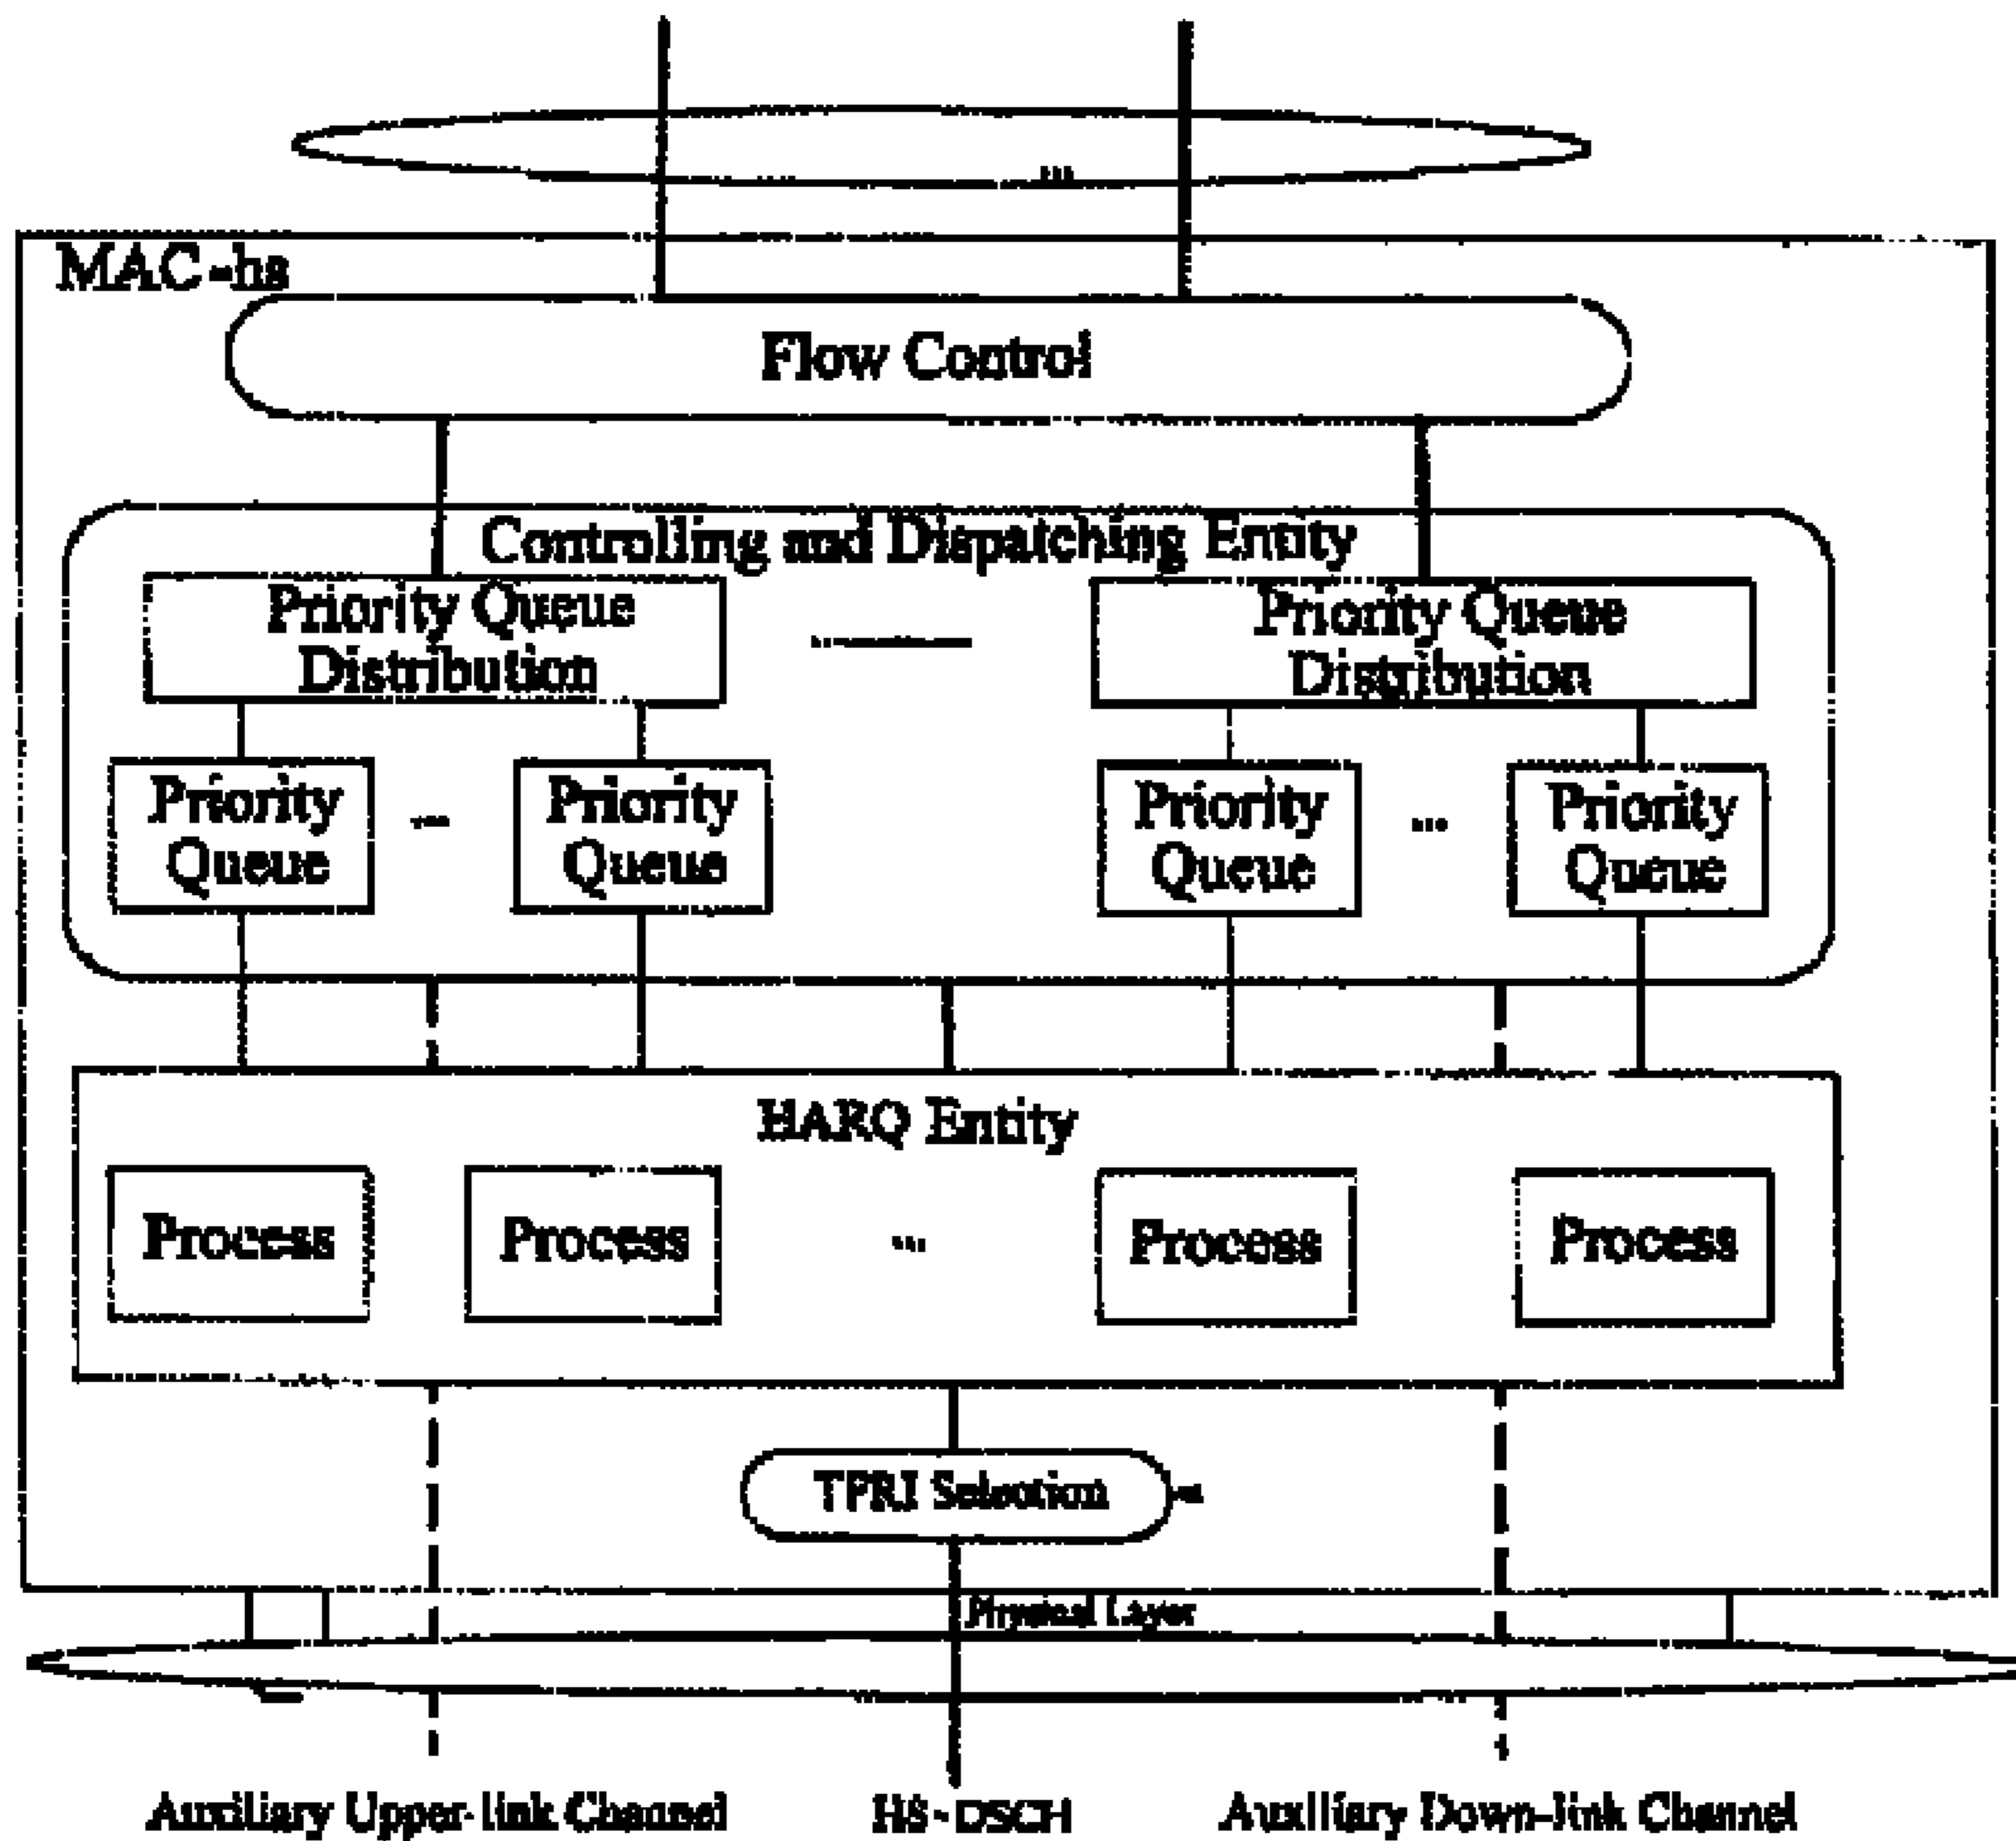 MAC-hs
Flow Control
Controlling and Dispatching Entity
Priority Queue
Distribution
Priority Queue
Distribution
Priority
Queue
Priority
Queue
Priority
Queue
Priority
Queue
HARQ Entity
Process
Process
Process
Process
TFRI Selection
Physical Layer
Auxiliary Upper-link Channel
HS-DSCH
Auxiliary Down-link Channel